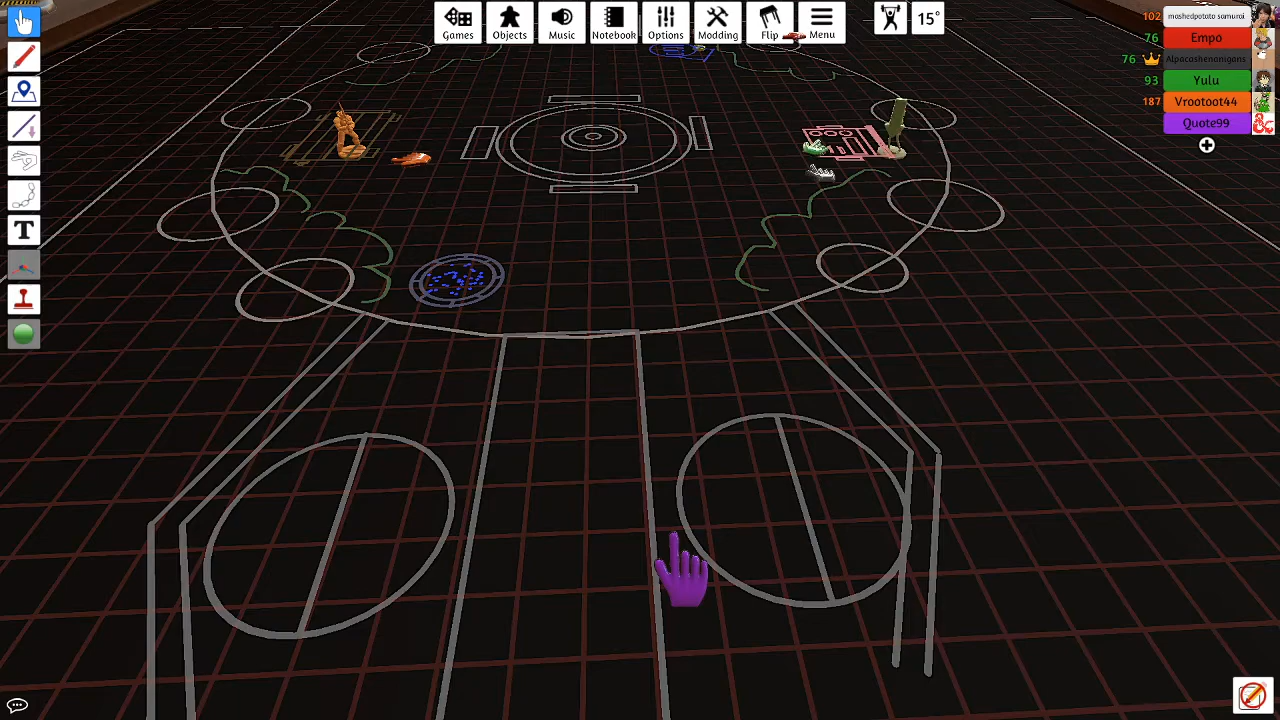 Games
Objects
Music
Notebook
Options
Modding
Flip
Menu
15°
102 mashedpotato samurai
76 Empo
76 Alpacashenanigans
93 Yulu
187 Vrootoot44
Quote99
T